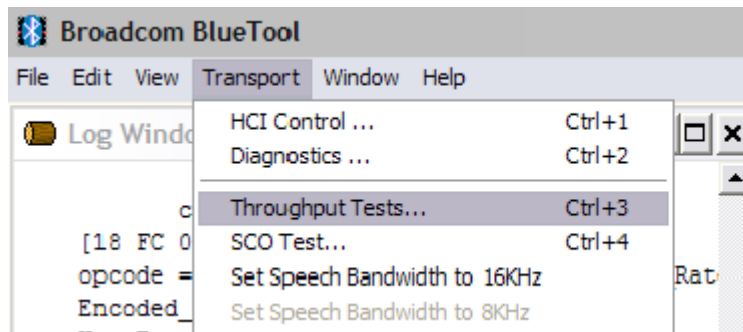 Broadcom BlueTool
File Edit View Transport Window Help
Log Windo
HCI Control ... Ctrl+1
Diagnostics ... Ctrl+2
Throughput Tests... Ctrl+3
[18 FC 0
SCO Test... Ctrl+4
opcode =
Set Speech Bandwidth to 16KHz
Rat
Encoded_
Set Speech Bandwidth to 8KHz